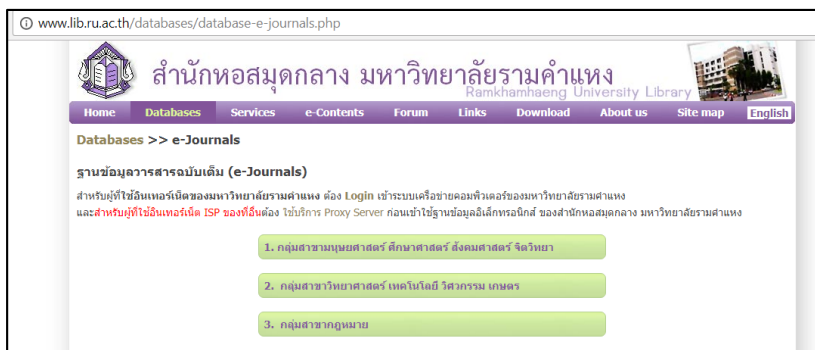 www.lib.ru.ac.th/databases/database-e-journals.php
สำนักหอสมุดกลาง มหาวิทยาลัยรามคำแหง
Ramkhamhaeng University Library
Home Databases Services e-Contents Forum Links Download About us Site map English
Databases >> e-Journals
ฐานข้อมูลวารสารฉบับเต็ม (e-Journals)
สำหรับผู้ที่ใช้อินเทอร์เน็ตของมหาวิทยาลัยรามคำแหง ต้อง Login เข้าระบบเครือข่ายคอมพิวเตอร์ของมหาวิทยาลัยรามคำแหง
และสำหรับผู้ที่ใช้อินเทอร์เน็ต ISP ของที่อื่นต้อง ใช้บริการ Proxy Server ก่อนเข้าใช้ฐานข้อมูลอิเล็กทรอนิกส์ ของสำนักหอสมุดกลาง มหาวิทยาลัยรามคำแหง
1. กลุ่มสาขามนุษยศาสตร์ ศึกษาศาสตร์ สังคมศาสตร์ จิตวิทยา
2. กลุ่มสาขาวิทยาศาสตร์ เทคโนโลยี วิศวกรรม เกษตร
3. กลุ่มสาขากฎหมาย